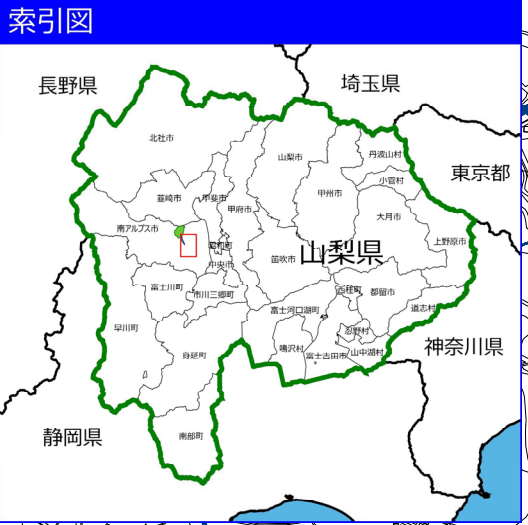 索引図
長野県
埼玉県
北杜市
山梨市
丹波山村
東京都
小菅村
韮崎市
甲斐市
甲州市
甲府市
大月市
南アルプス市
昭和町
上野原市
山梨県
笛吹市
中央市
富士川町
市川三郷町
西桂町
都留市
富士河口湖町
道志村
早川町
忍野村
神奈川県
鳴沢村
山中湖村
身延町
富士吉田市
静岡県
南部町